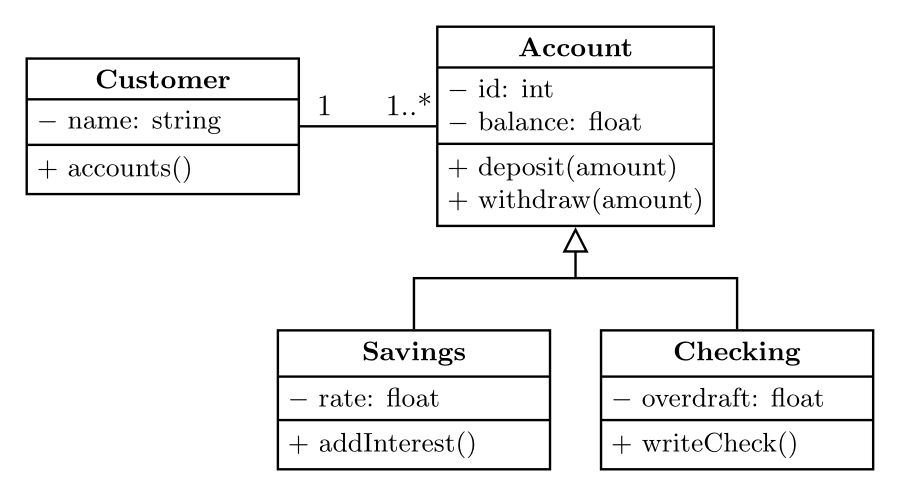 Customer
− name: string
+ accounts()
1
1..*
Account
− id: int
− balance: float
+ deposit(amount)
+ withdraw(amount)
Savings
− rate: float
+ addInterest()
Checking
− overdraft: float
+ writeCheck()